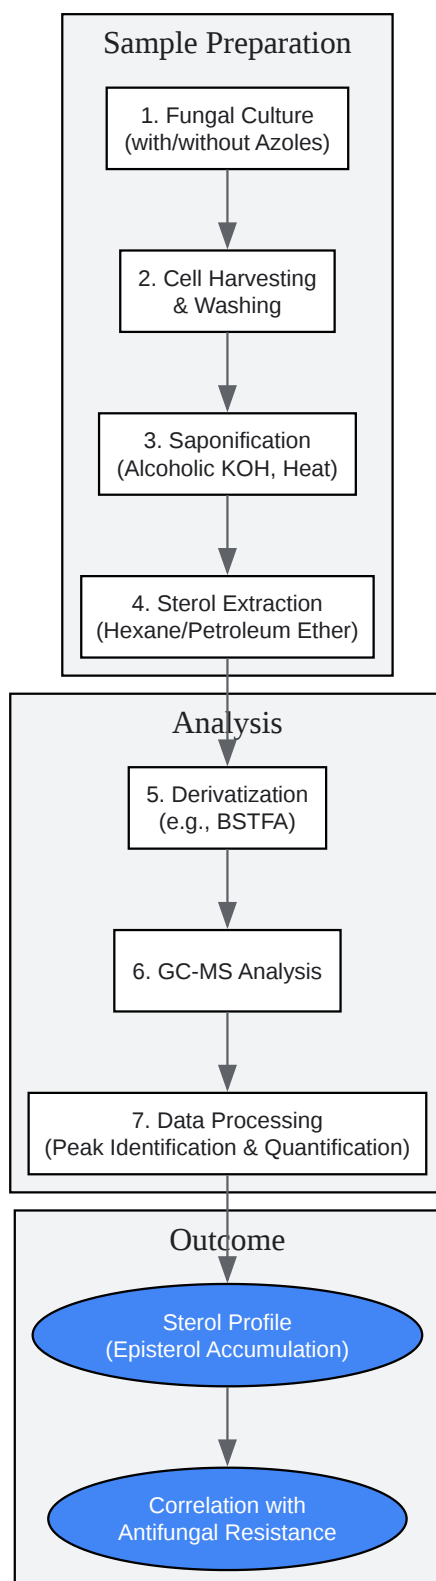 Sample Preparation
1. Fungal Culture
(with/without Azoles)
2. Cell Harvesting
& Washing
3. Saponification
(Alcoholic KOH, Heat)
4. Sterol Extraction
(Hexane/Petroleum Ether)
Analysis
5. Derivatization
(e.g., BSTFA)
6. GC-MS Analysis
7. Data Processing
(Peak Identification & Quantification)
Outcome
Sterol Profile
(Episterol Accumulation)
Correlation with
Antifungal Resistance